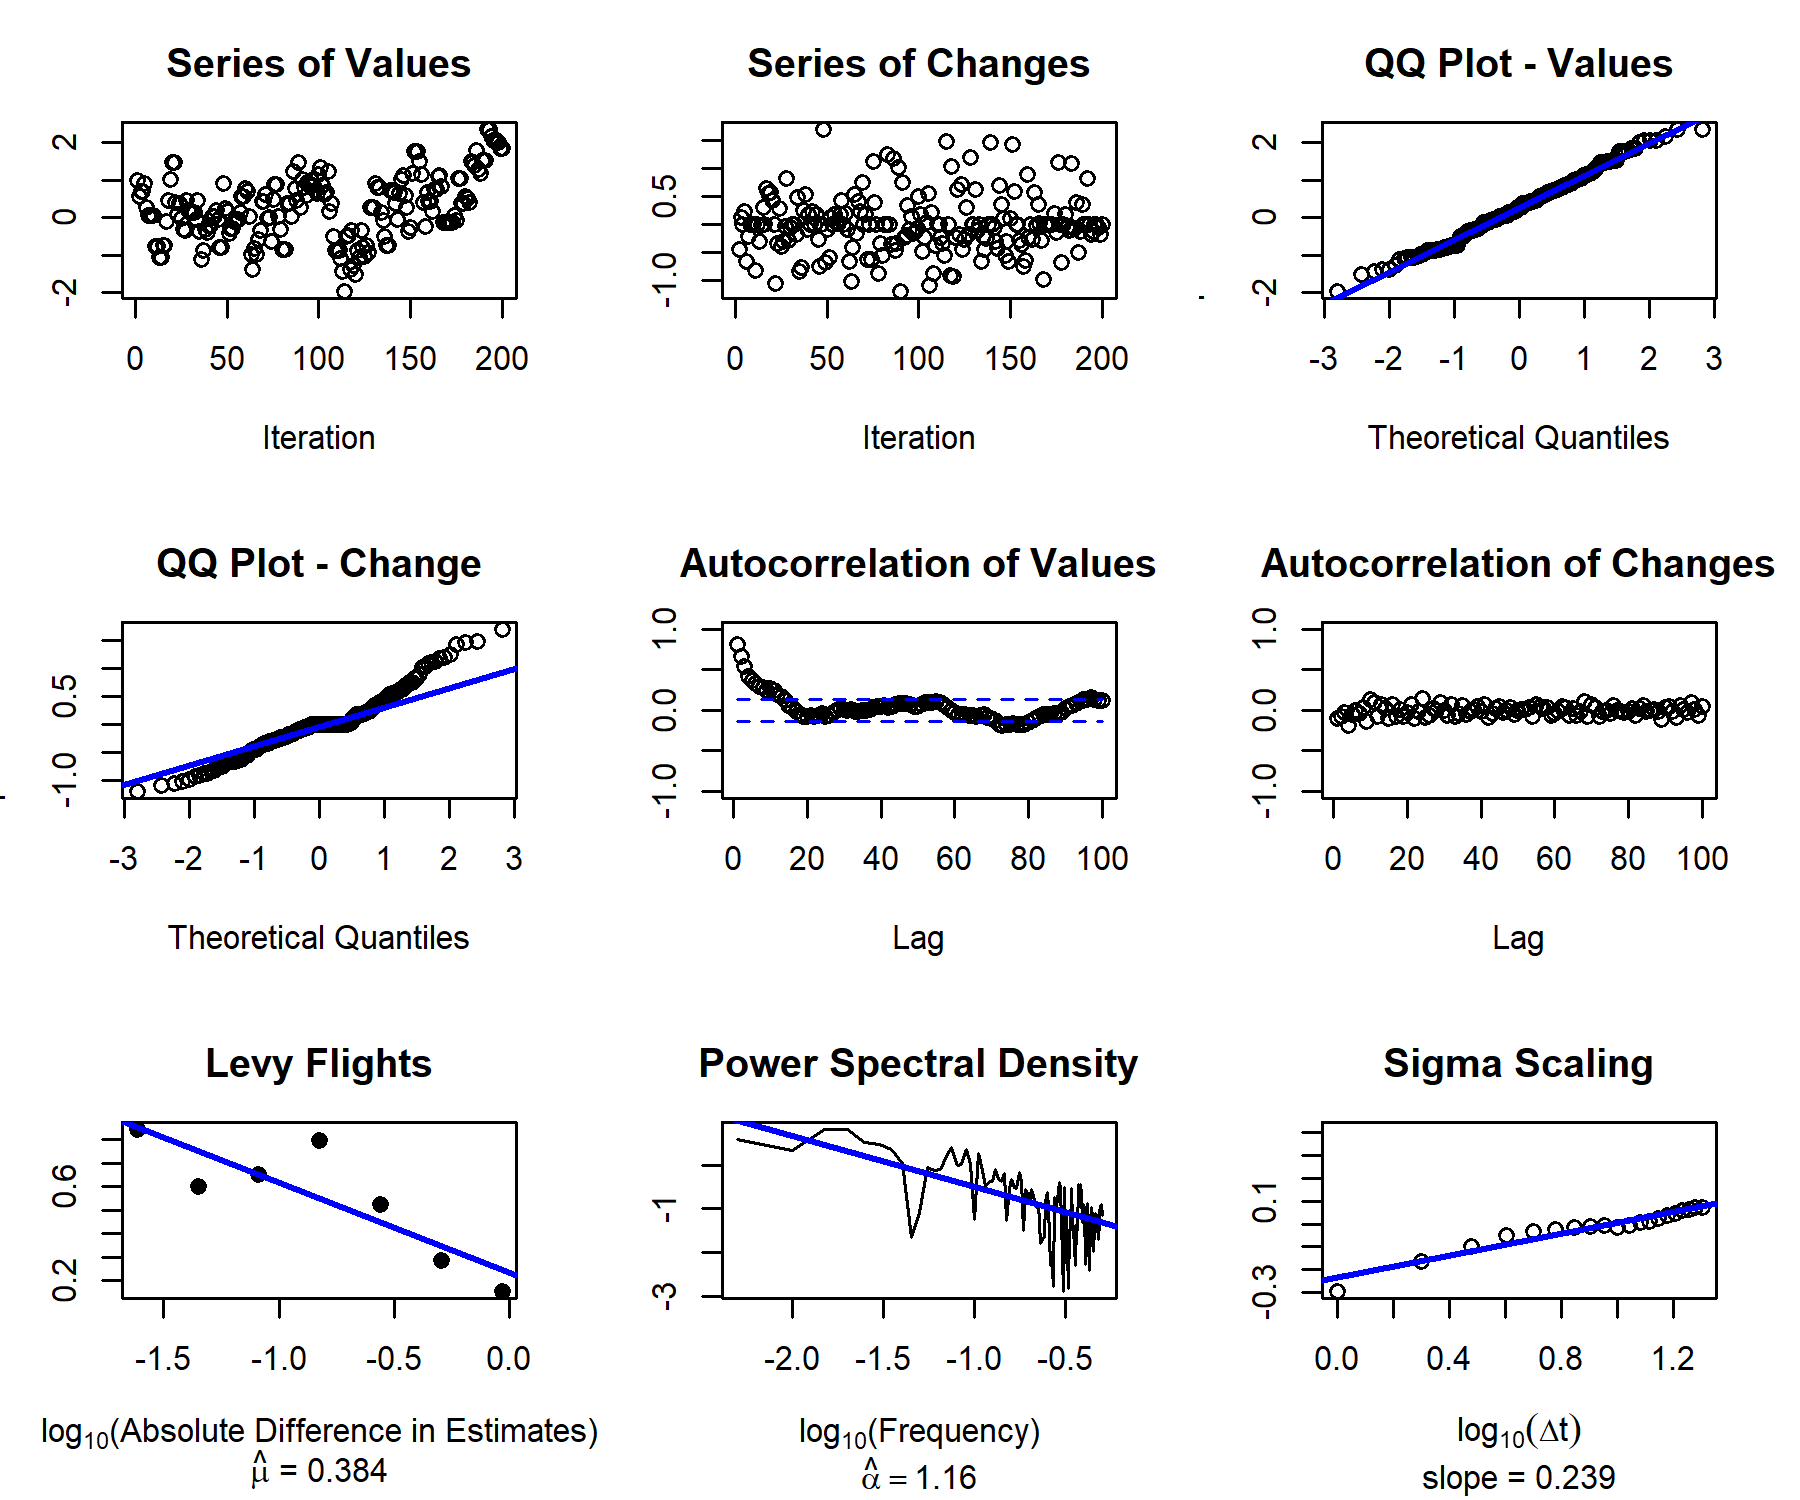 Series of Values
Series of Changes
QQ Plot - Values
2
0
-2
0.5
-1.0
2
0
-2
0 50 100 150 200
0 50 100 150 200
-3 -2 -1 0 1 2 3
Iteration
Iteration
Theoretical Quantiles
QQ Plot - Change
Autocorrelation of Values
Autocorrelation of Changes
0.5
-1.0
1.0
0.0
-1.0
1.0
0.0
-1.0
-3 -2 -1 0 1 2 3
0 20 40 60 80 100
0 20 40 60 80 100
Theoretical Quantiles
Lag
Lag
Levy Flights
Power Spectral Density
Sigma Scaling
0.6
0.2
-1
-3
0.1
-0.3
-1.5 -1.0 -0.5 0.0
-2.0 -1.5 -1.0 -0.5
0.0 0.4 0.8 1.2
log₁₀(Absolute Difference in Estimates)
μ̂ = 0.384
log₁₀(Frequency)
α̂ = 1.16
log₁₀(Δt)
slope = 0.239